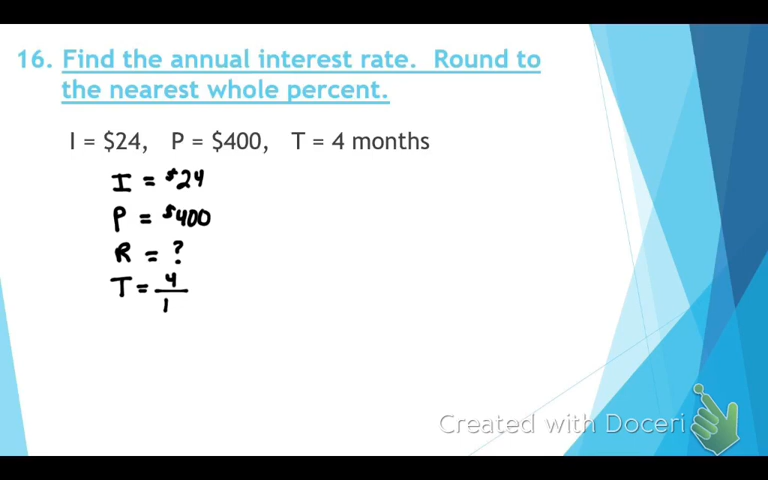 16. Find the annual interest rate. Round to
the nearest whole percent.
I = $24, P = $400, T = 4 months
I = $24
P = $400
R = ?
T = 4
1
Created with Doceri